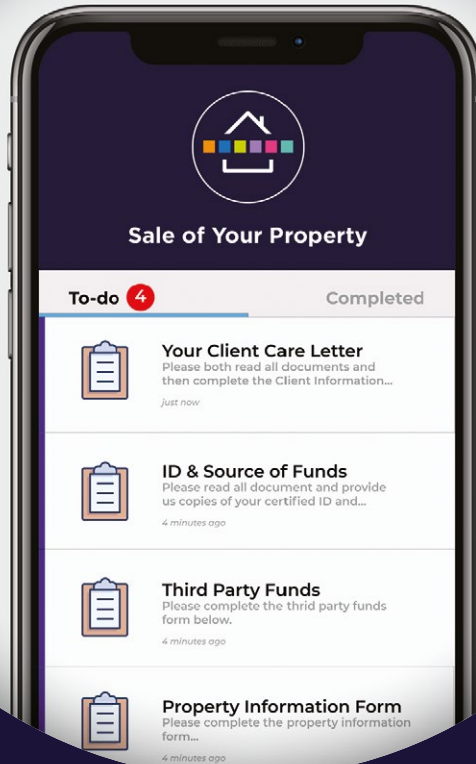 Sale of Your Property
To-do 4
Completed
Your Client Care Letter
Please both read all documents and
then complete the Client Information...
just now
ID & Source of Funds
Please read all document and provide
us copies of your certified ID and...
4 minutes ago
Third Party Funds
Please complete the thrid party funds
form below.
4 minutes ago
Property Information Form
Please complete the property information
form...
4 minutes ago